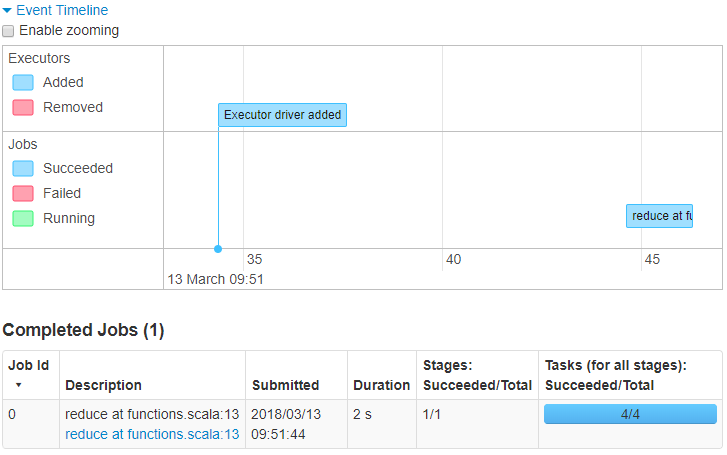 Event Timeline
Enable zooming
Executors
Added
Removed
Executor driver added
Jobs
Succeeded
Failed
Running
reduce at fu
35
40
45
13 March 09:51
Completed Jobs (1)
Job Id
Description
Submitted
Duration
Stages:
Succeeded/Total
Tasks (for all stages):
Succeeded/Total
0
reduce at functions.scala:13
reduce at functions.scala:13
2018/03/13
09:51:44
2 s
1/1
4/4